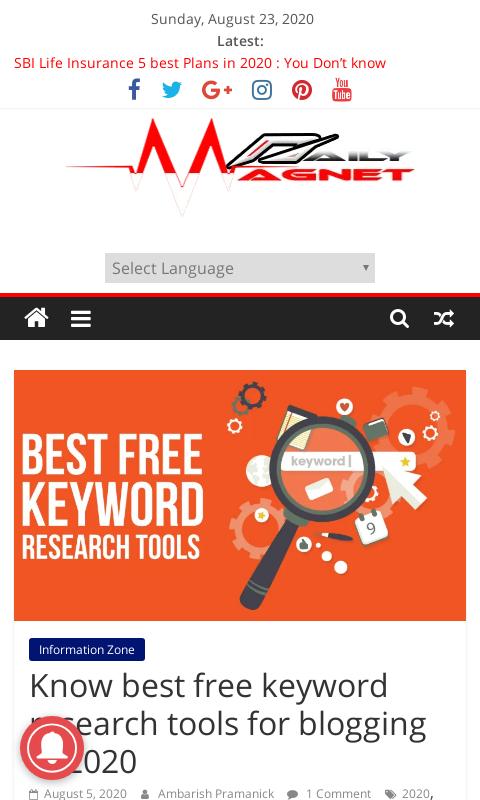 Sunday, August 23, 2020
Latest:
SBI Life Insurance 5 best Plans in 2020 : You Don’t know
You
Tube
DAILY
MAGNET
Select Language
BEST FREE
KEYWORD
RESEARCH TOOLS
keyword
9
Information Zone
Know best free keyword
research tools for blogging
2020
August 5, 2020 Ambarish Pramanick 1 Comment 2020,